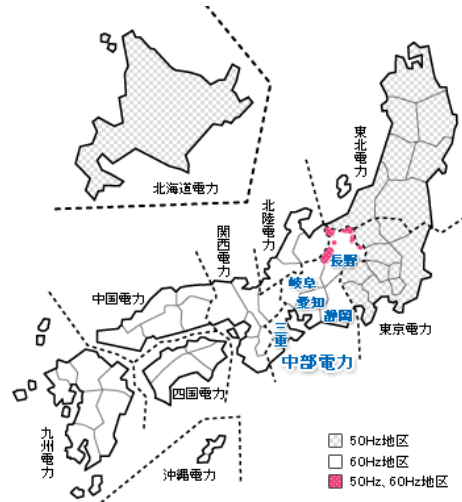 北海道電力
東北電力
北陸電力
関西電力
中国電力
長野
岐阜
愛知
静岡
三重
東京電力
中部電力
四国電力
九州電力
沖縄電力
50Hz地区
60Hz地区
50Hz、60Hz地区